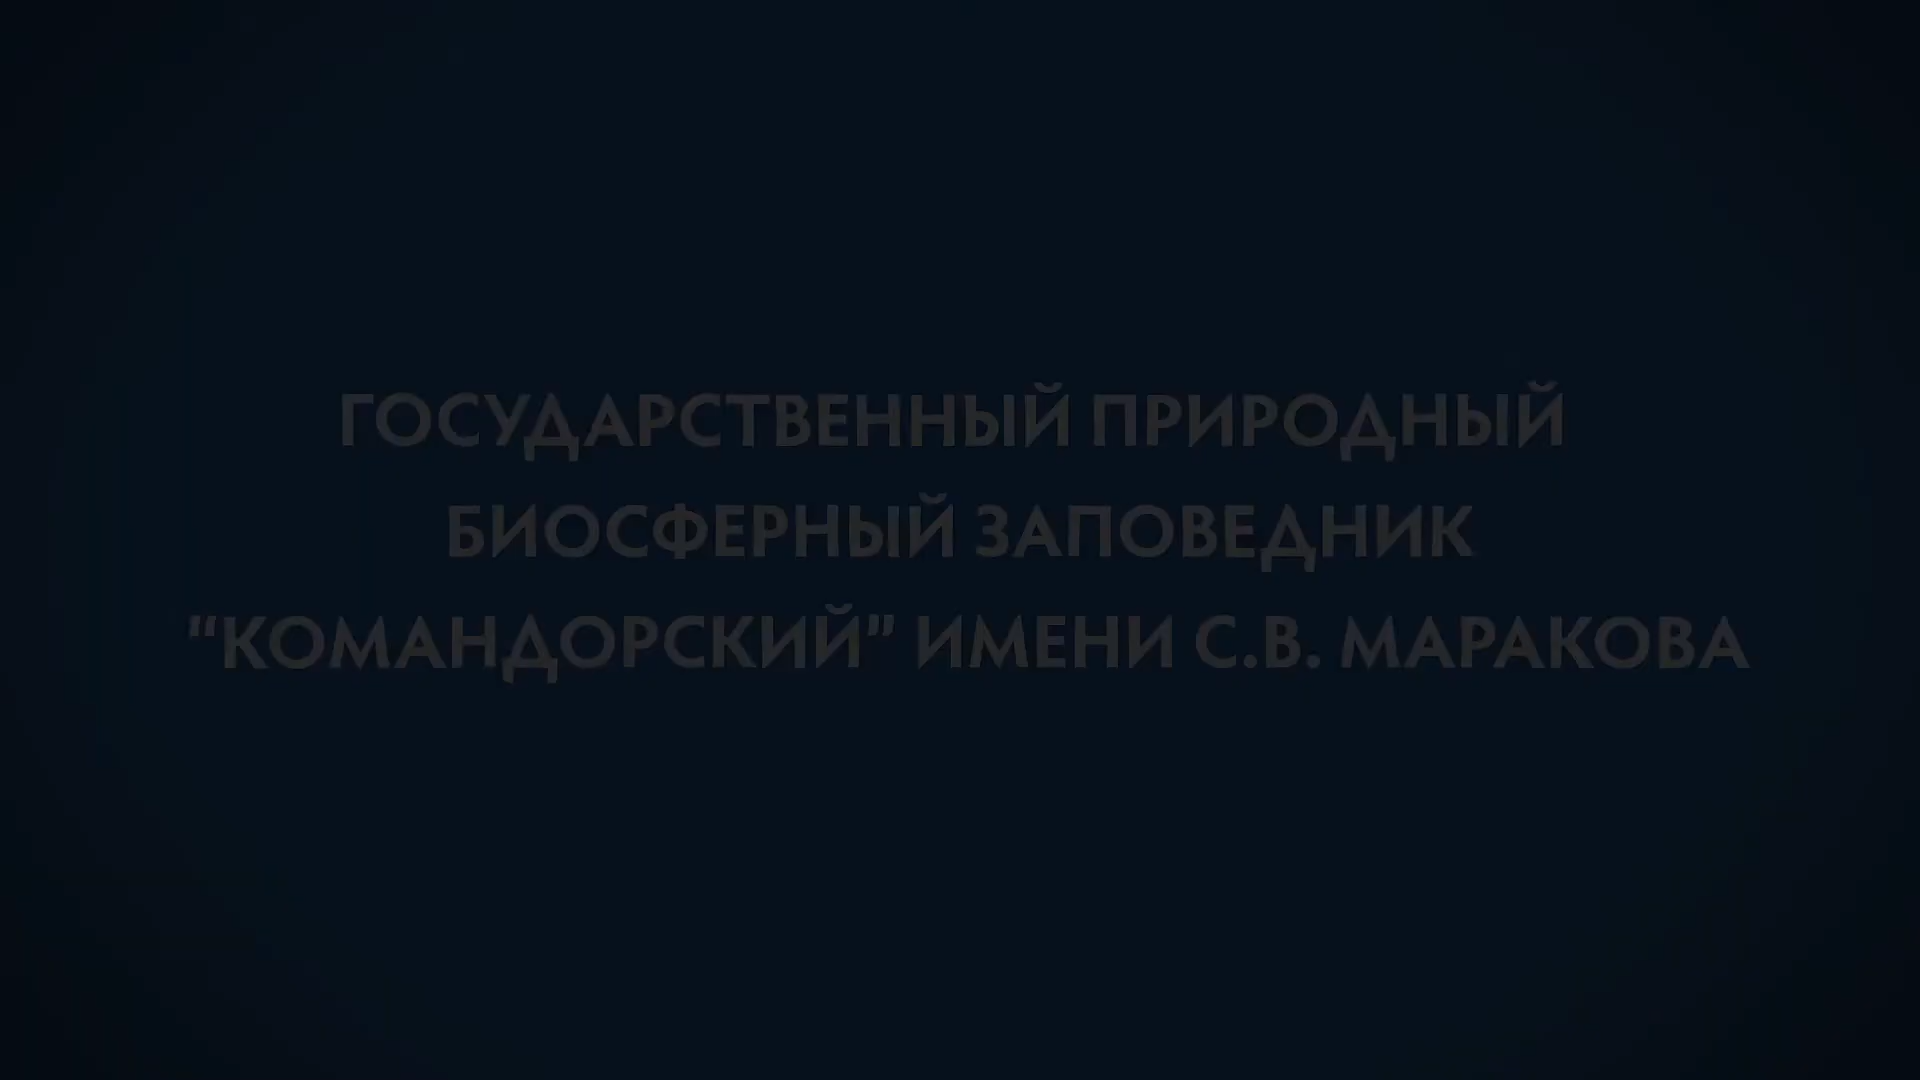 ГОСУДАРСТВЕННЫЙ ПРИРОДНЫЙ
БИОСФЕРНЫЙ ЗАПОВЕДНИК
"КОМАНДОРСКИЙ" ИМЕНИ С.В. МАРАКОВА